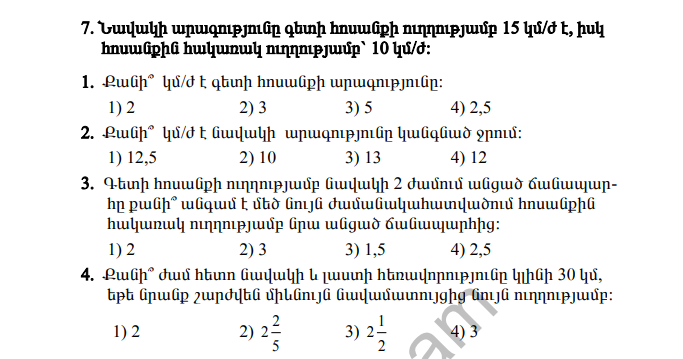 7. Նավակի արագությունը գետի հոսանքի ուղղությամբ 15 կմ/ժ է, իսկ
հոսանքին հակառակ ուղղությամբ՝ 10 կմ/ժ:
1. Քանի՞ կմ/ժ է գետի հոսանքի արագությունը:
1) 2 2) 3 3) 5 4) 2,5
2. Քանի՞ կմ/ժ է նավակի արագությունը կանգնած ջրում:
1) 12,5 2) 10 3) 13 4) 12
3. Գետի հոսանքի ուղղությամբ նավակի 2 ժամում անցած ճանապար-
հը քանի՞ անգամ է մեծ նույն ժամանակահատվածում հոսանքին
հակառակ ուղղությամբ նրա անցած ճանապարհից:
1) 2 2) 3 3) 1,5 4) 2,5
4. Քանի՞ ժամ հետո նավակի և լաստի հեռավորությունը կլինի 30 կմ,
եթե նրանք շարժվեն միևնույն նավամատույցից նույն ուղղությամբ:
1) 2 2) 2 2/5 3) 2 1/2 4) 3
am